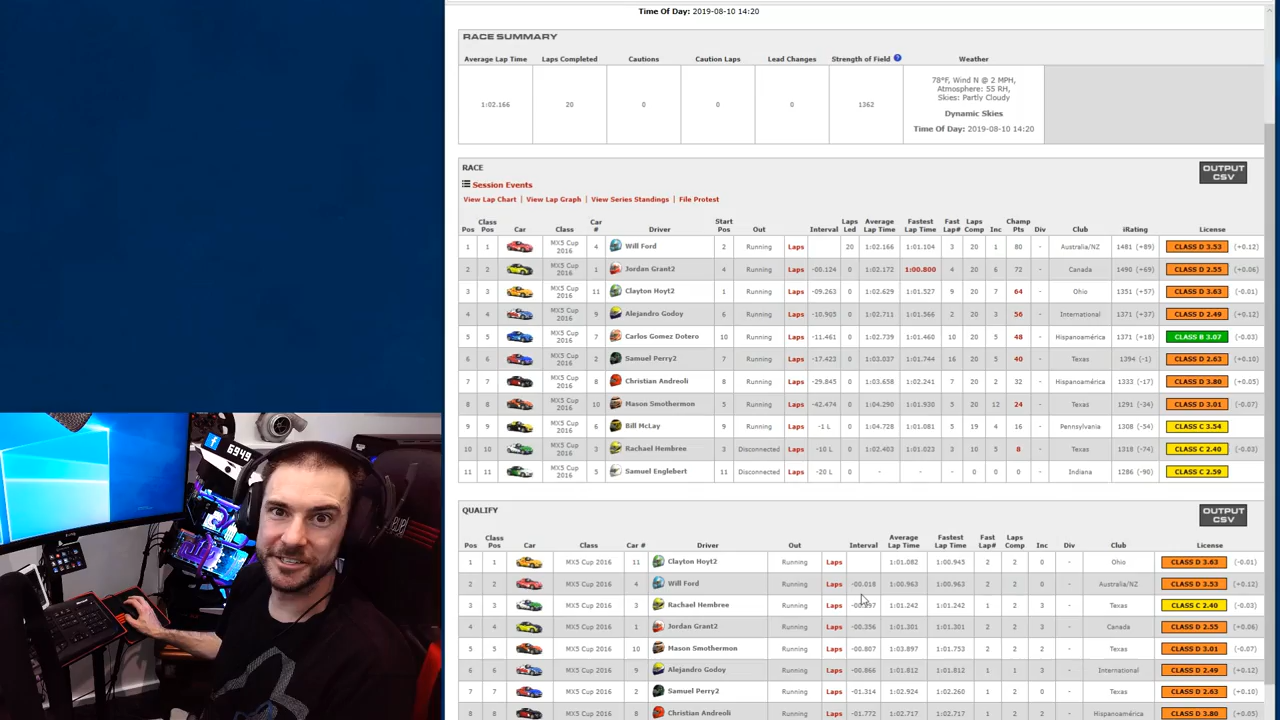 Time Of Day: 2019-08-10 14:20
RACE SUMMARY
Average Lap Time Laps Completed Cautions Caution Laps Lead Changes Strength of Field ? Weather
1:02.166 20 0 0 0 1362 78°F, Wind N @ 2 MPH,
Atmosphere: 55 RH,
Skies: Partly Cloudy
Dynamic Skies
Time Of Day: 2019-08-10 14:20
RACE
OUTPUT CSV
Session Events
View Lap Chart | View Lap Graph | View Series Standings | File Protest
Pos Class Pos Car Class Car # Driver Start Pos Out Interval Laps Led Average Lap Time Fastest Lap Time Fast Lap# Laps Comp Inc Champ Pts Div Club iRating License
1 1 MX5 Cup 2016 4 Will Ford 2 Running Laps 20 1:02.166 1:01.104 3 20 1 80 - Australia/NZ 1481 (+89) CLASS D 3.53 (+0.12)
2 2 MX5 Cup 2016 1 Jordan Grant2 4 Running Laps -00.124 0 1:02.172 1:00.800 4 20 6 72 - Canada 1490 (+69) CLASS D 2.55 (+0.06)
3 3 MX5 Cup 2016 11 Clayton Hoyt2 1 Running Laps -09.263 0 1:02.629 1:01.527 9 20 7 64 - Ohio 1351 (+57) CLASS D 3.63 (-0.01)
4 4 MX5 Cup 2016 9 Alejandro Godoy 6 Running Laps -10.905 0 1:02.711 1:01.566 2 20 3 56 - International 1371 (+37) CLASS D 2.49 (+0.12)
5 5 MX5 Cup 2016 7 Carlos Gomez Dotero 10 Running Laps -11.461 0 1:02.739 1:01.460 10 20 5 48 - Hispanoamérica 1371 (+18) CLASS B 3.07 (-0.03)
6 6 MX5 Cup 2016 2 Samuel Perry2 7 Running Laps -17.423 0 1:03.037 1:01.744 16 20 5 40 - Texas 1394 (-1) CLASS D 2.63 (+0.10)
7 7 MX5 Cup 2016 8 Christian Andreoli 8 Running Laps -29.845 0 1:03.658 1:02.241 7 20 2 32 - Hispanoamérica 1333 (-17) CLASS D 3.80 (+0.05)
8 8 MX5 Cup 2016 10 Mason Smothermon 5 Running Laps -42.474 0 1:04.290 1:01.930 5 20 12 24 - Texas 1291 (-34) CLASS D 3.01 (-0.07)
9 9 MX5 Cup 2016 6 Bill McLay 9 Running Laps -1 L 0 1:04.728 1:01.081 8 19 4 16 - Pennsylvania 1308 (-54) CLASS C 3.54
10 10 MX5 Cup 2016 3 Rachael Hembree 3 Disconnected Laps -10 L 0 1:02.403 1:01.023 3 10 5 8 - Texas 1318 (-74) CLASS C 2.40 (-0.03)
11 11 MX5 Cup 2016 5 Samuel Englebert 11 Disconnected Laps -20 L 0 - - - 0 0 0 - Indiana 1286 (-90) CLASS C 2.59
QUALIFY
OUTPUT CSV
Pos Class Pos Car Class Car # Driver Out Interval Average Lap Time Fastest Lap Time Fast Lap# Laps Comp Inc Div Club License
1 1 MX5 Cup 2016 11 Clayton Hoyt2 Running Laps 1:01.082 1:00.945 2 2 0 - Ohio CLASS D 3.63 (-0.01)
2 2 MX5 Cup 2016 4 Will Ford Running Laps -00.018 1:00.963 1:00.963 2 2 0 - Australia/NZ CLASS D 3.53 (+0.12)
3 3 MX5 Cup 2016 3 Rachael Hembree Running Laps 1:01.242 1:01.242 1 2 3 - Texas CLASS C 2.40 (-0.03)
4 4 MX5 Cup 2016 1 Jordan Grant2 Running Laps -00.356 1:01.301 1:01.301 2 2 3 - Canada CLASS D 2.55 (+0.06)
5 5 MX5 Cup 2016 10 Mason Smothermon Running Laps -00.807 1:03.897 1:01.753 2 2 2 - Texas CLASS D 3.01 (-0.07)
6 6 MX5 Cup 2016 9 Alejandro Godoy Running Laps -00.866 1:01.812 1:01.812 1 1 3 - International CLASS D 2.49 (+0.12)
7 7 MX5 Cup 2016 2 Samuel Perry2 Running Laps -01.314 1:02.924 1:02.260 1 2 0 - Texas CLASS D 2.63
8 8 MX5 Cup 2016 8 Christian Andreoli Running Laps -01.772 1:02.717 1:02.717 1 2 0 - Hispanoamérica CLASS D 3.80 (+0.05)
6949